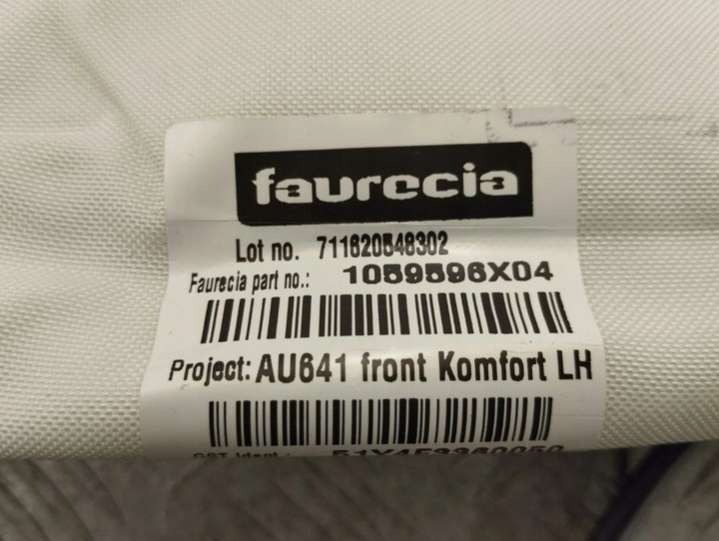 faurecia
Lot no. 711620548302
Faurecia part no.: 1059596X04
Project: AU641 front Komfort LH